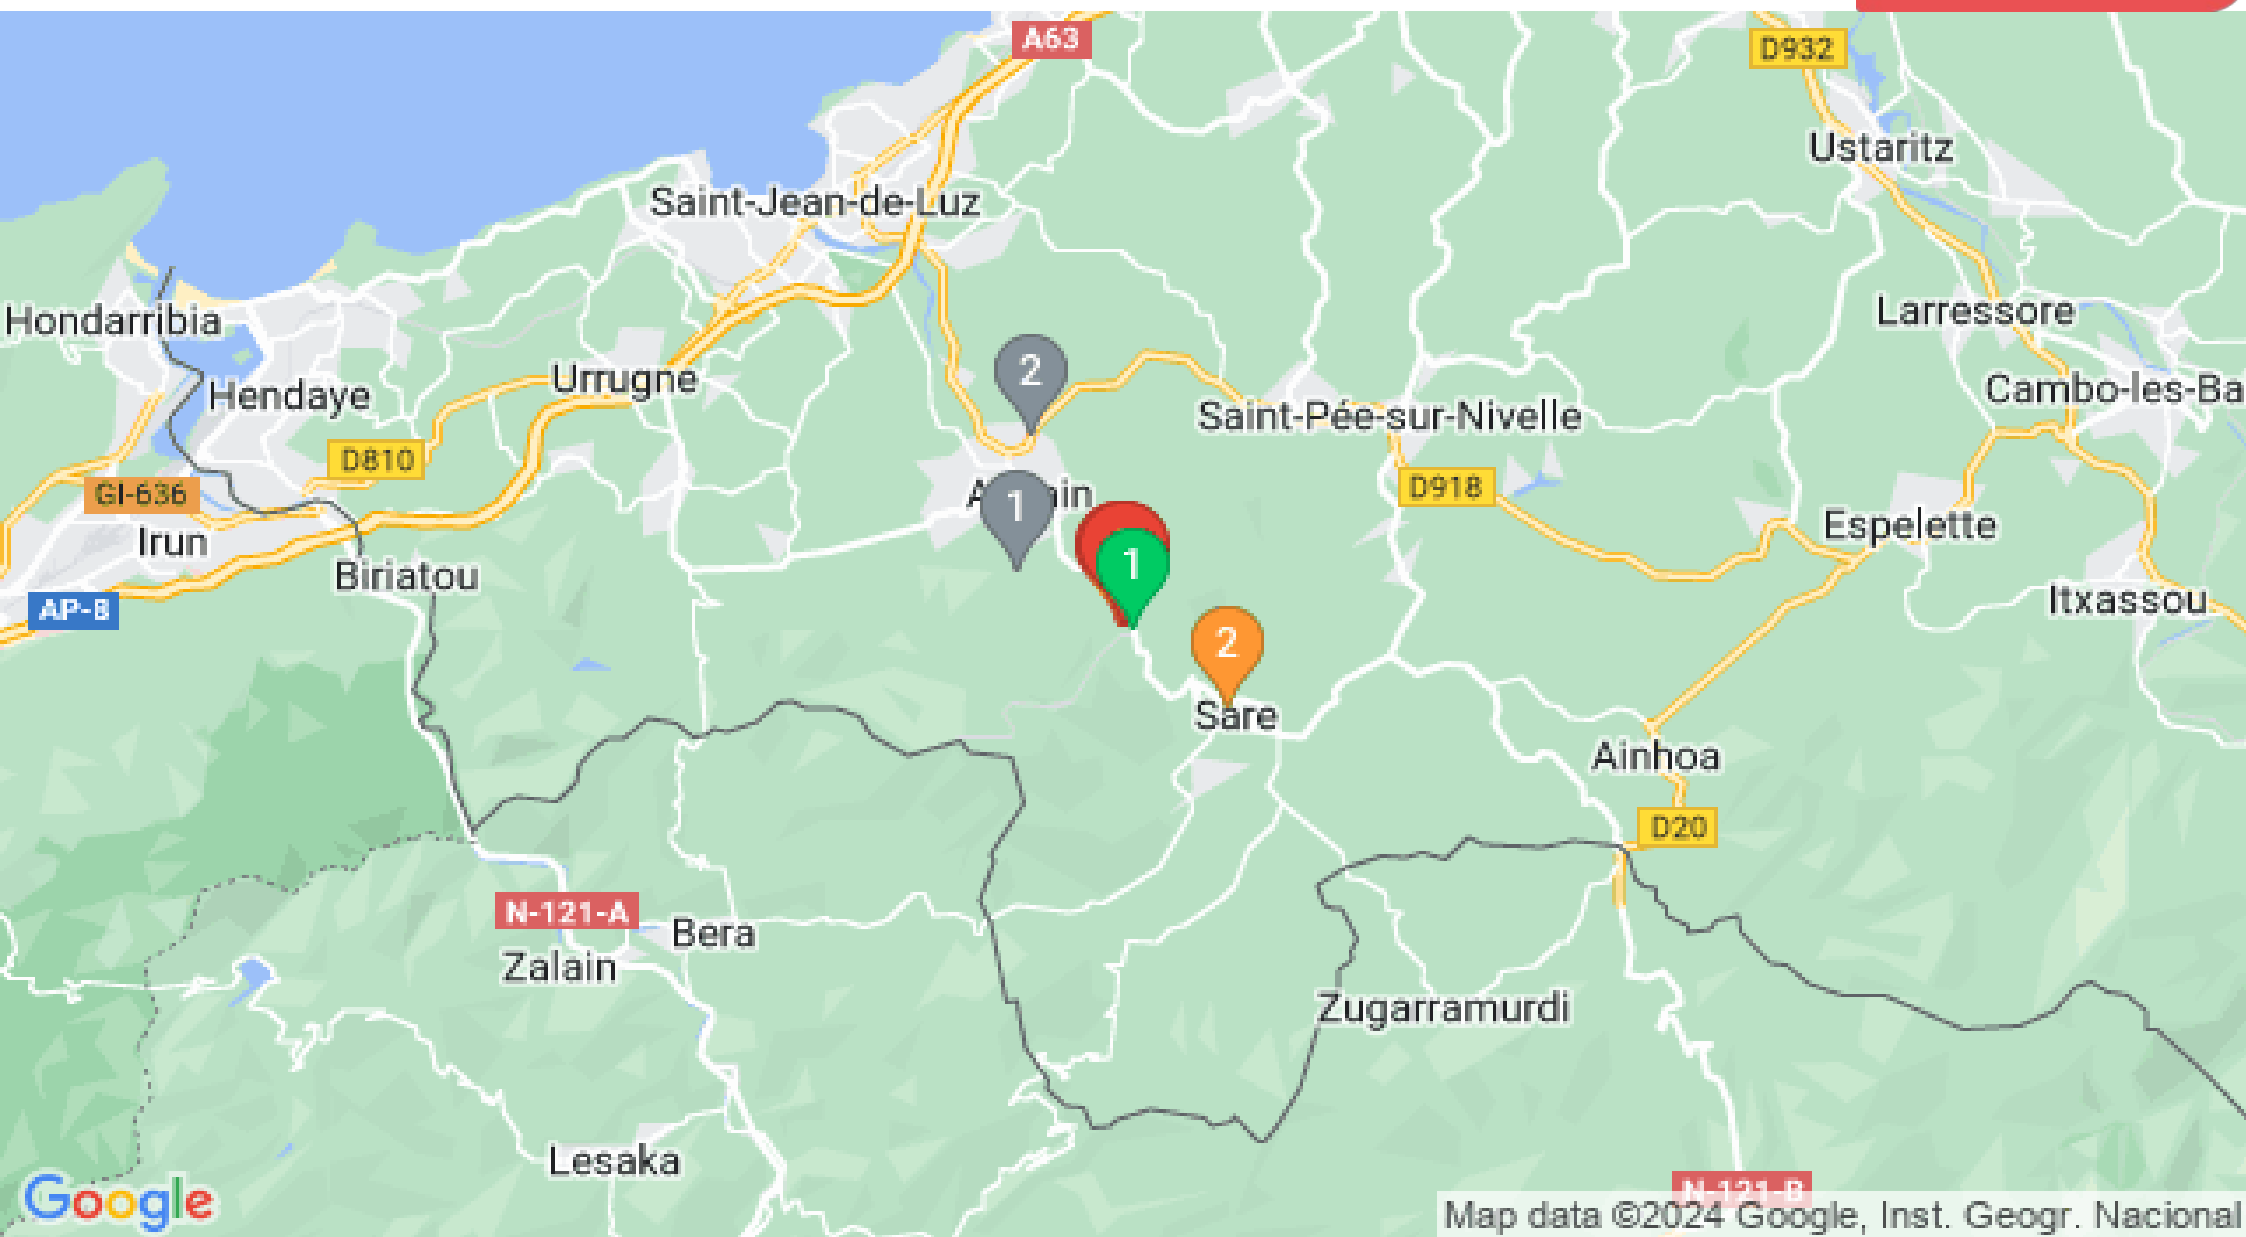 A63
D932
Ustaritz
Saint-Jean-de-Luz
Hondarribia
Larressore
2
Urrugne
Hendaye
Cambo-les-Ba
Saint-Pée-sur-Nivelle
D810
D918
GI-636
1
Espelette
Irun
1
Biriatou
AP-8
Itxassou
2
Sare
Ainhoa
D20
N-121-A
Bera
Zalain
Zugarramurdi
Lesaka
N-121-B
Google
Map data ©2024 Google, Inst. Geogr. Nacional